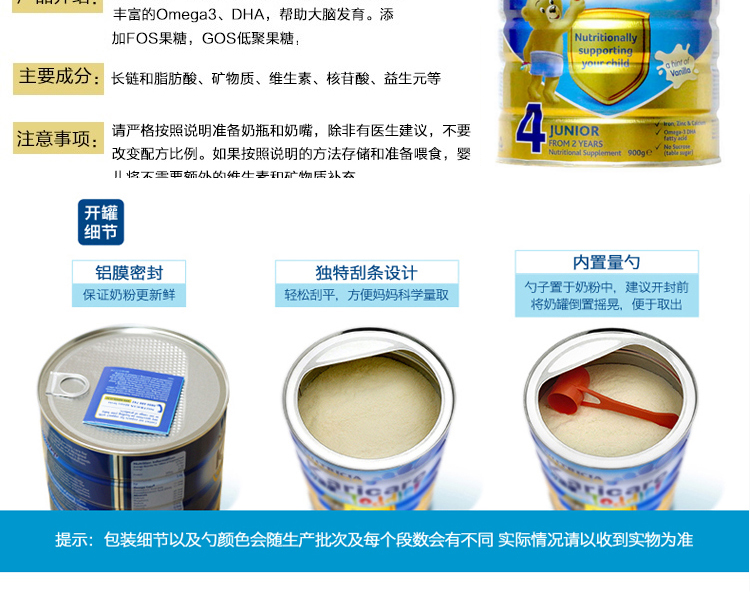 产品介绍:
丰富的Omega3、DHA，帮助大脑发育。添
加FOS果糖，GOS低聚果糖,
主要成分:
长链和脂肪酸、矿物质、维生素、核苷酸、益生元等
注意事项:
请严格按照说明准备奶瓶和奶嘴，除非有医生建议，不要
改变配方比例。如果按照说明的方法存储和准备喂食，婴
儿将不需要额外的维生素和矿物质补充
Nutritionally
supporting
your child
a hint of
Vanilla
4 JUNIOR
FROM 2 YEARS
Nutritional Supplement 900g℮
Iron, Zinc & Calcium
Omega-3 DHA
Fatty acid
No Sucrose
(table sugar)
开罐
细节
铝膜密封
保证奶粉更新鲜
独特刮条设计
轻松刮平，方便妈妈科学量取
内置量勺
勺子置于奶粉中，建议开封前
将奶罐倒置摇晃，便于取出
提示：包装细节以及勺颜色会随生产批次及每个段数会有不同 实际情况请以收到实物为准